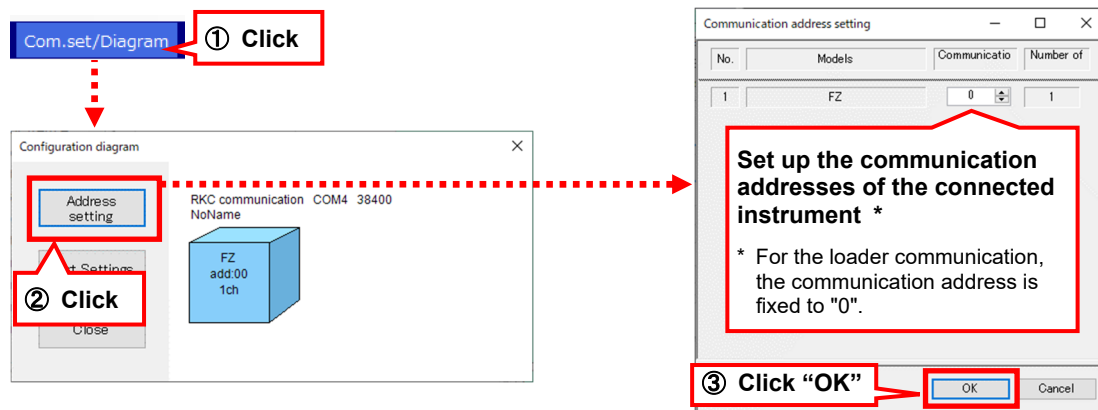 Com.set/Diagram
① Click
Configuration diagram
Address
setting
RKC communication COM4 38400
NoName
FZ
add:00
1ch
Settings
② Click
Close
Communication address setting
No. Models Communicatio Number of
1 FZ 0 1
Set up the communication
addresses of the connected
instrument *
* For the loader communication,
the communication address is
fixed to "0".
③ Click “OK”
OK Cancel